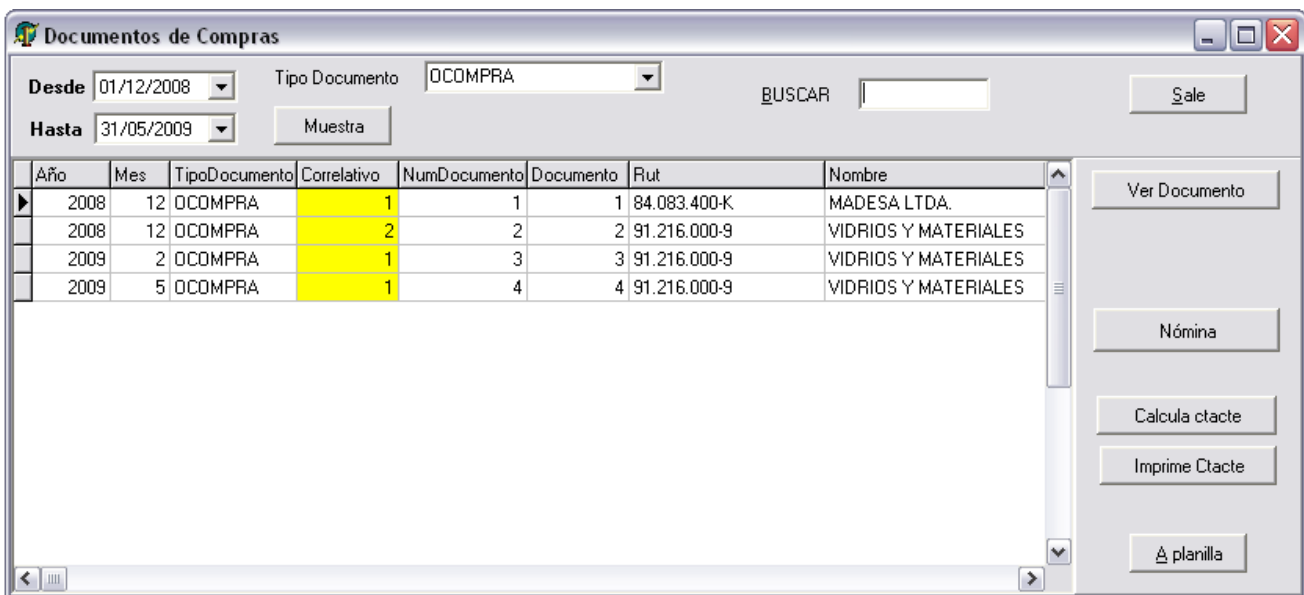 Documentos de Compras
Desde 01/12/2008 Tipo Documento OCOMPRA BUSCAR Sale
Hasta 31/05/2009 Muestra
Año Mes TipoDocumento Correlativo NumDocumento Documento Rut Nombre
2008 12 OCOMPRA 1 1 1 84.083.400-K MADESA LTDA.
2008 12 OCOMPRA 2 2 2 91.216.000-9 VIDRIOS Y MATERIALES
2009 2 OCOMPRA 1 3 3 91.216.000-9 VIDRIOS Y MATERIALES
2009 5 OCOMPRA 1 4 4 91.216.000-9 VIDRIOS Y MATERIALES
Ver Documento
Nómina
Calcula ctacte
Imprime Ctacte
A planilla